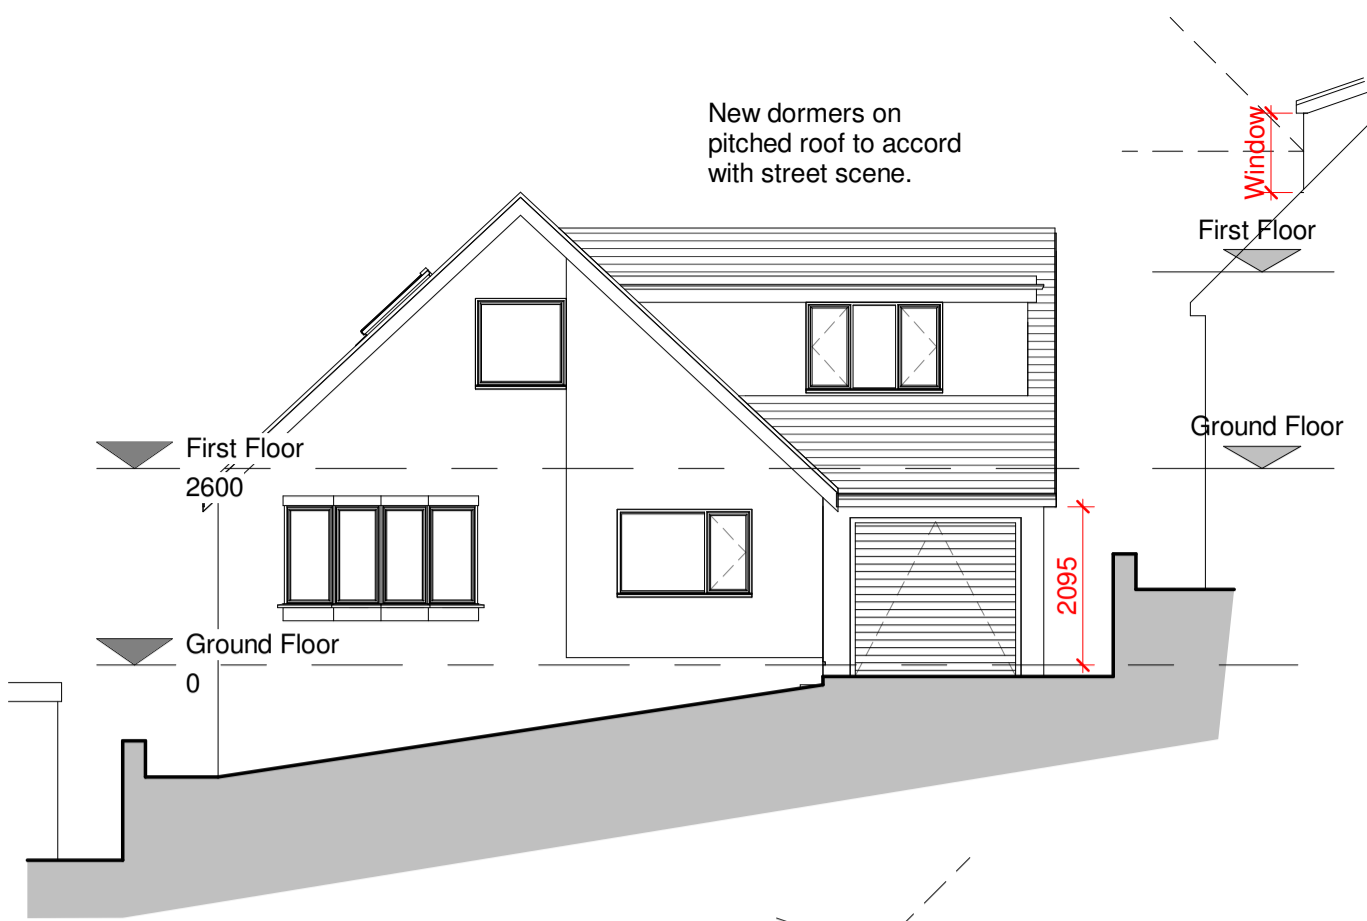 New dormers on
pitched roof to accord
with street scene.
Window
First Floor
Ground Floor
First Floor
2600
2095
Ground Floor
0